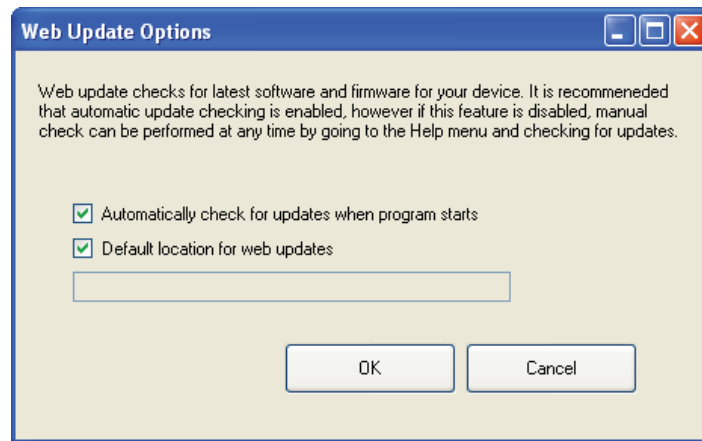 Web Update Options
Web update checks for latest software and firmware for your device. It is recommeneded
that automatic update checking is enabled, however if this feature is disabled, manual
check can be performed at any time by going to the Help menu and checking for updates.
Automatically check for updates when program starts
Default location for web updates
OK Cancel